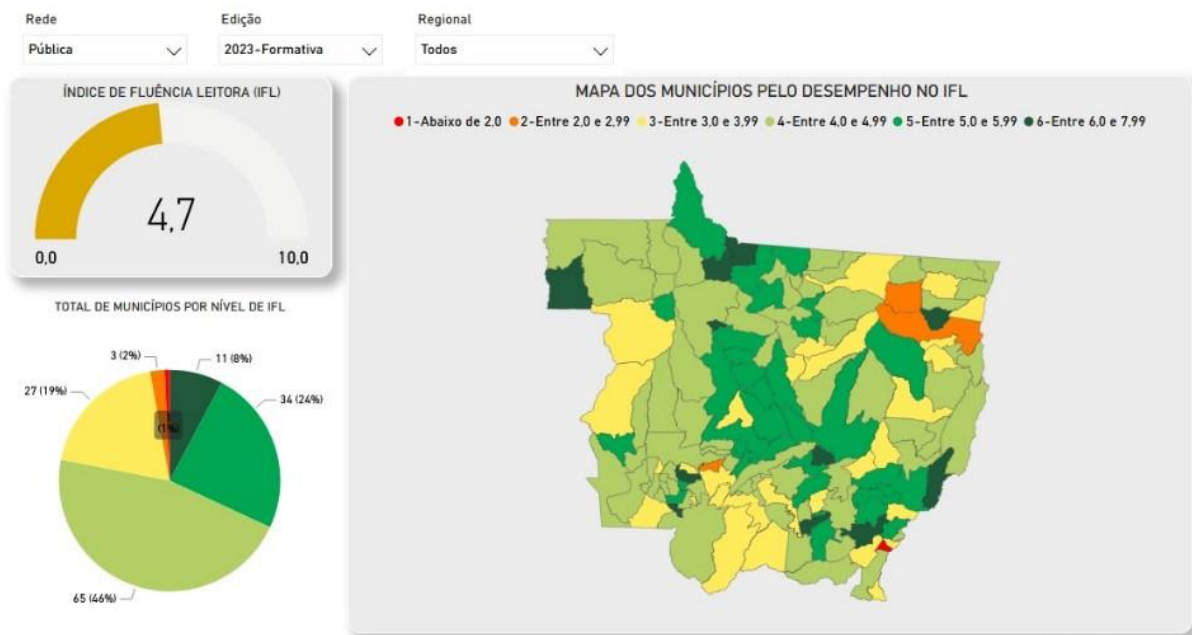 Rede Edição Regional
Pública 2023-Formativa Todos
ÍNDICE DE FLUÊNCIA LEITORA (IFL)
4,7
0,0 10,0
TOTAL DE MUNICÍPIOS POR NÍVEL DE IFL
3 (2%)
11 (8%)
27 (19%)
34 (24%)
1
(1%)
65 (46%)
MAPA DOS MUNICÍPIOS PELO DESEMPENHO NO IFL
1-Abaixo de 2,0 2-Entre 2,0 e 2,99 3-Entre 3,0 e 3,99 4-Entre 4,0 e 4,99 5-Entre 5,0 e 5,99 6-Entre 6,0 e 7,99